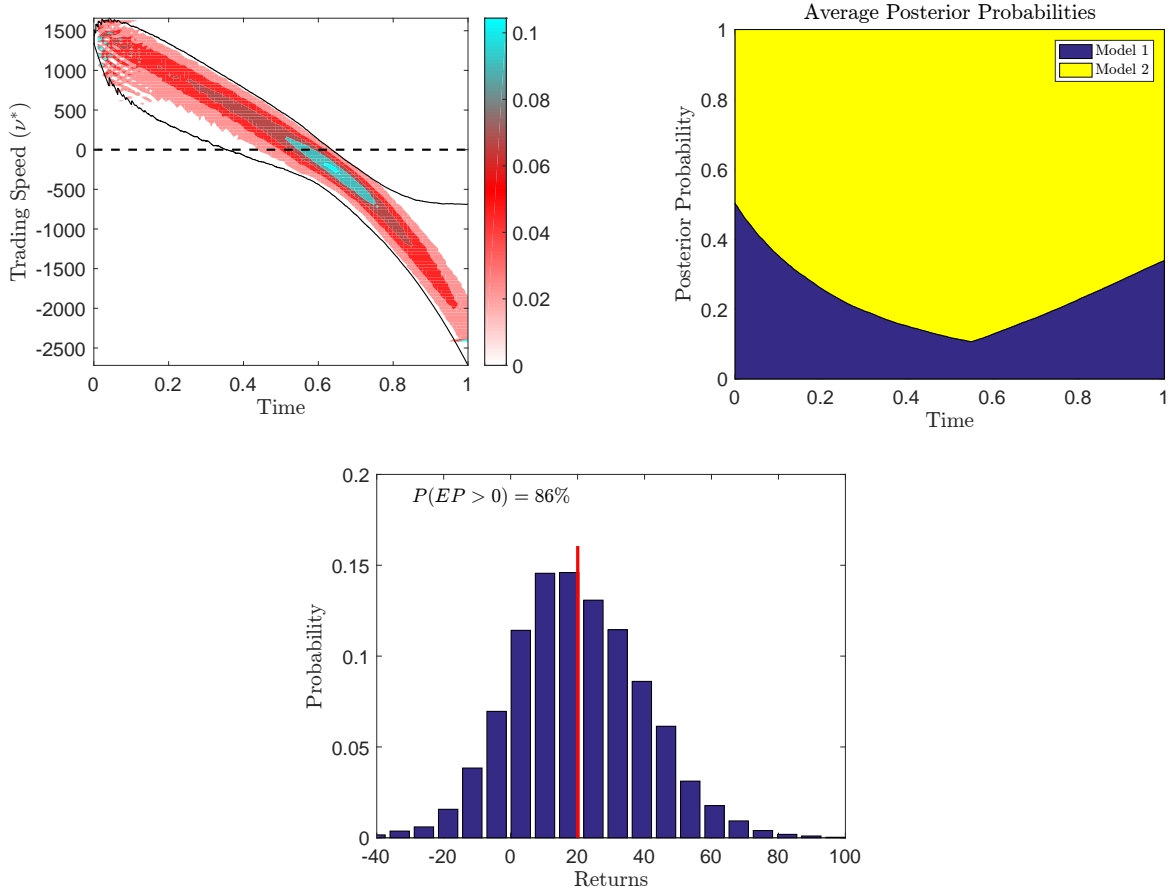 1500
1000
500
0
-500
-1000
-1500
-2000
-2500
Trading Speed (ν*)
0 0.2 0.4 0.6 0.8 1
Time
0.1
0.08
0.06
0.04
0.02
0
Average Posterior Probabilities
1
0.8
0.6
0.4
0.2
0
Posterior Probability
Model 1
Model 2
0 0.2 0.4 0.6 0.8 1
Time
P(EP > 0) = 86%
0.2
0.15
0.1
0.05
0
Probability
-40 -20 0 20 40 60 80 100
Returns